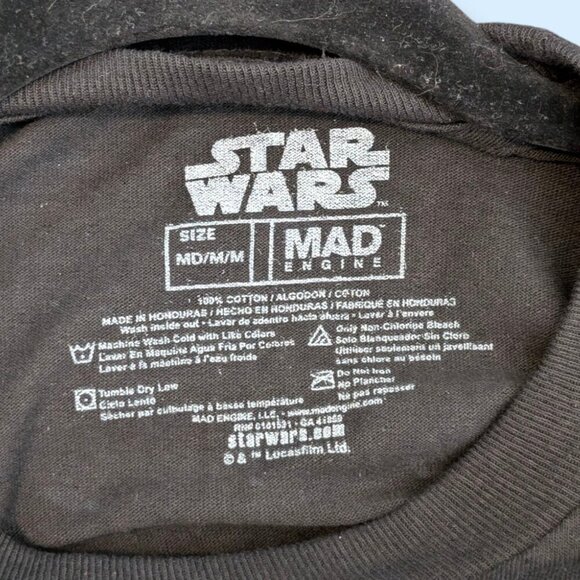 STAR
WARS™
SIZE
MD/M/M
MAD
ENGINE
100% COTTON / ALGODON / COTON
MADE IN HONDURAS / HECHO EN HONDURAS / FABRIQUÉ EN HONDURAS
Wash inside out • Lavar de adentro hacia afuera • Laver à l'envers
Machine Wash Cold with Like Colors
Lavar En Maquina Agua Fria Por Colores
Laver à la machine à l'eau froide
Only Non-Chlorine Bleach
Solo Blanqueador Sin Cloro
Utiliser seulement un javellisant
sans chlore au besoin
Tumble Dry Low
Ciclo Lento
Sécher par culbutage à basse température
Do Not Iron
No Planchar
Ne pas repasser
MAD ENGINE, LLC. • www.madengine.com
RN# 0101531 • CA
starwars.com
© & ™ Lucasfilm Ltd.